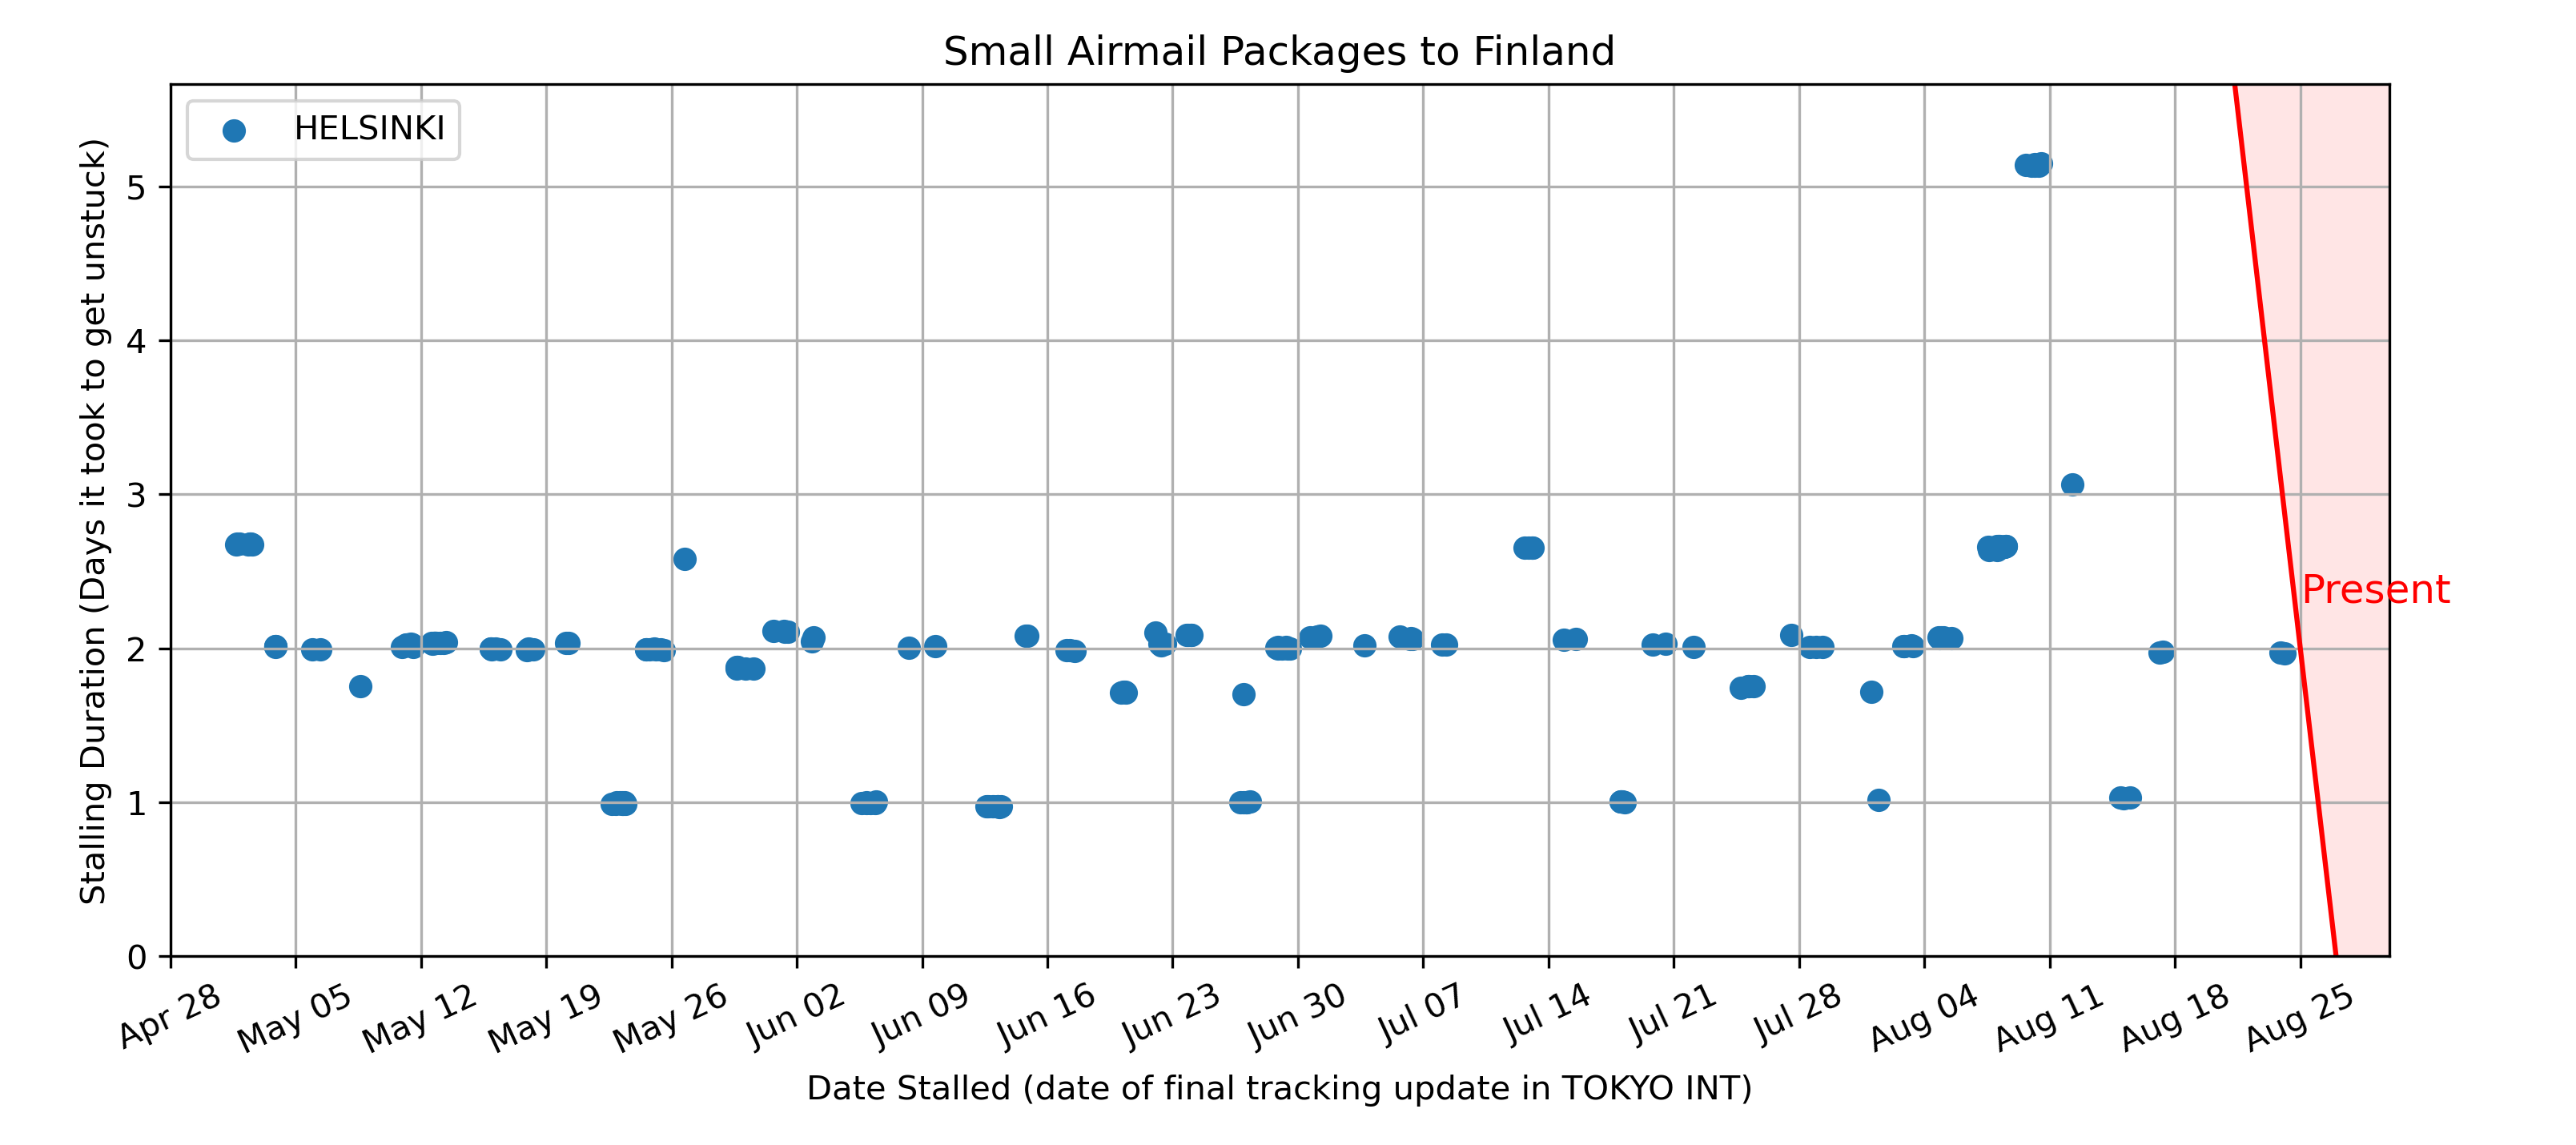 Small Airmail Packages to Finland
HELSINKI
Stalling Duration (Days it took to get unstuck)
5
4
3
2
1
0
Present
Apr 28
May 05
May 12
May 19
May 26
Jun 02
Jun 09
Jun 16
Jun 23
Jun 30
Jul 07
Jul 14
Jul 21
Jul 28
Aug 04
Aug 11
Aug 18
Aug 25
Date Stalled (date of final tracking update in TOKYO INT)